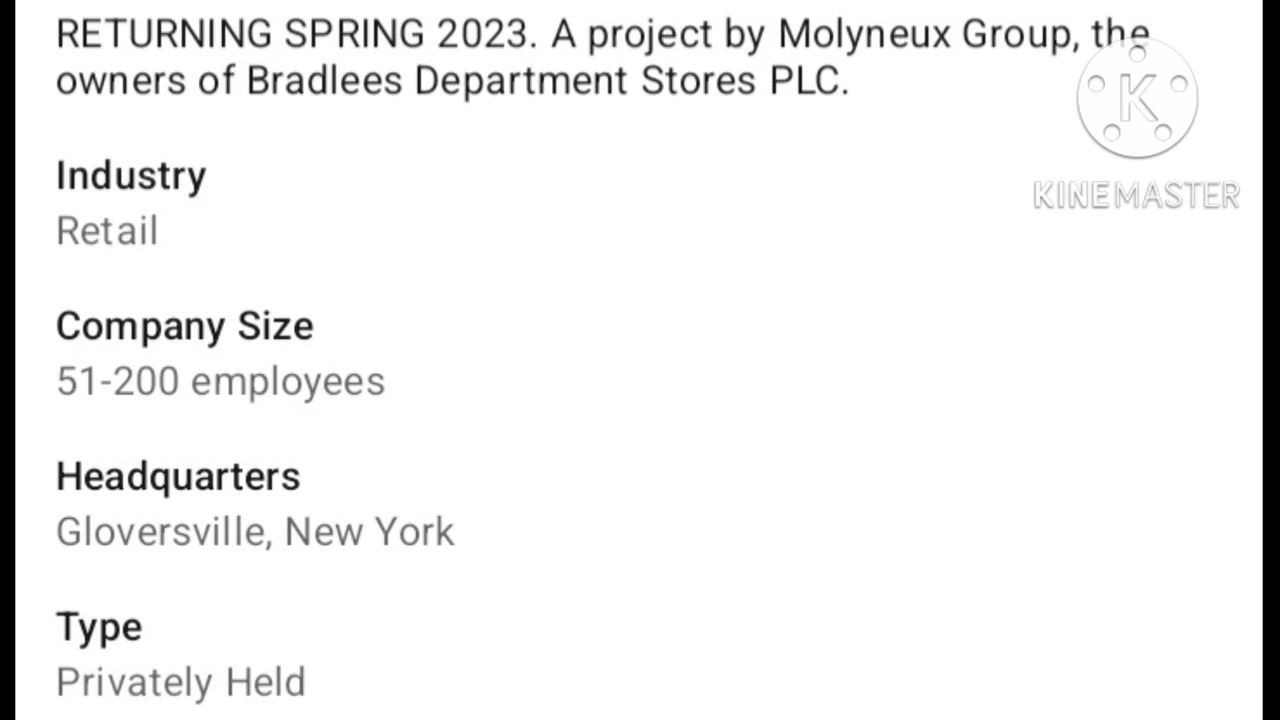 RETURNING SPRING 2023. A project by Molyneux Group, the
owners of Bradlees Department Stores PLC.
K
KINEMASTER
Industry
Retail
Company Size
51-200 employees
Headquarters
Gloversville, New York
Type
Privately Held